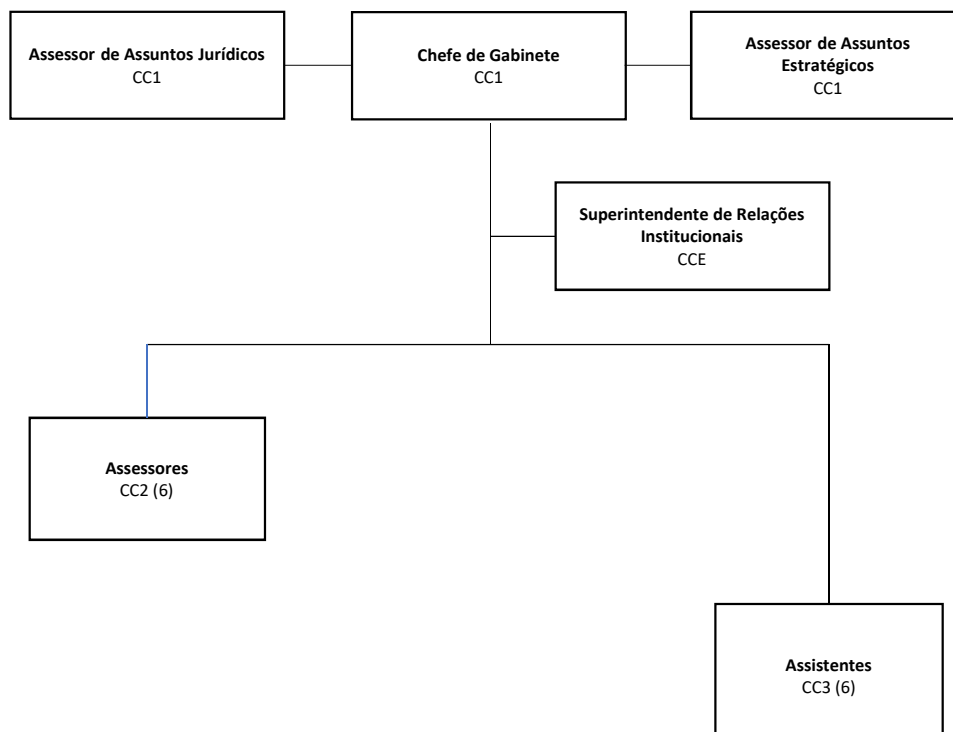 Assessor de Assuntos Jurídicos
CC1
Chefe de Gabinete
CC1
Assessor de Assuntos
Estratégicos
CC1
Superintendente de Relações
Institucionais
CCE
Assessores
CC2 (6)
Assistentes
CC3 (6)